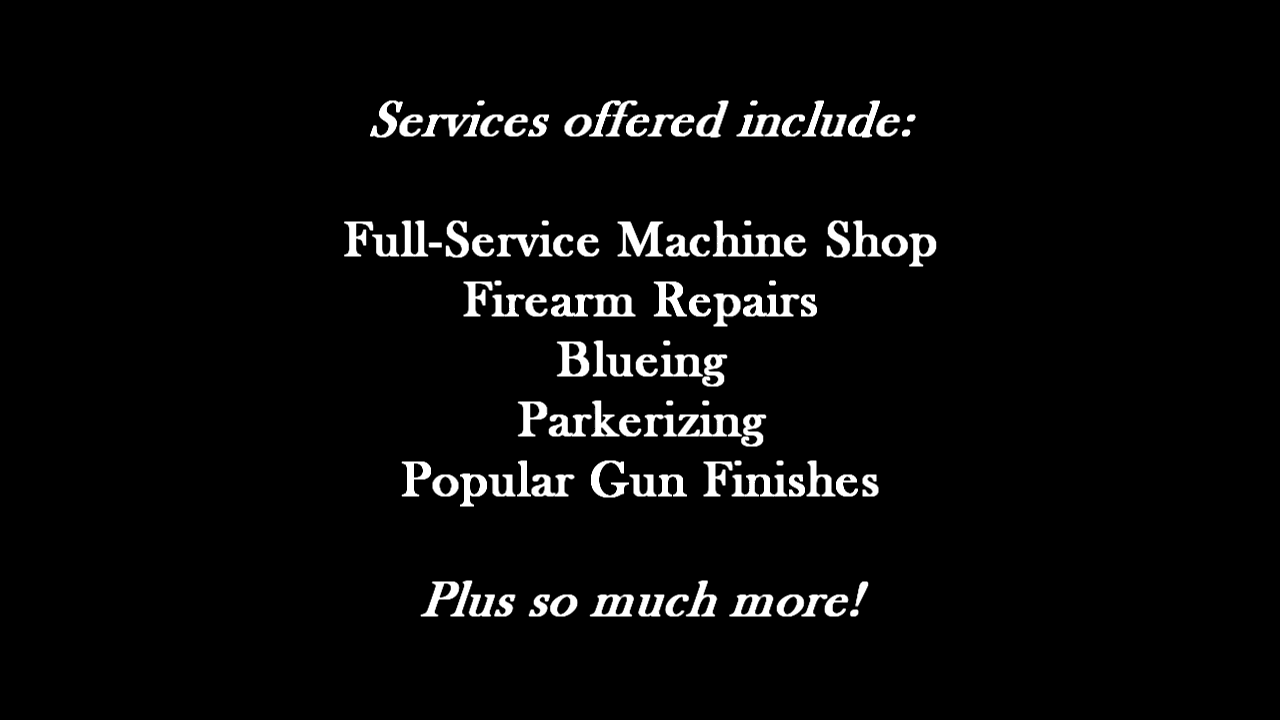 Services offered include:
Full-Service Machine Shop
Firearm Repairs
Blueing
Parkerizing
Popular Gun Finishes
Plus so much more!